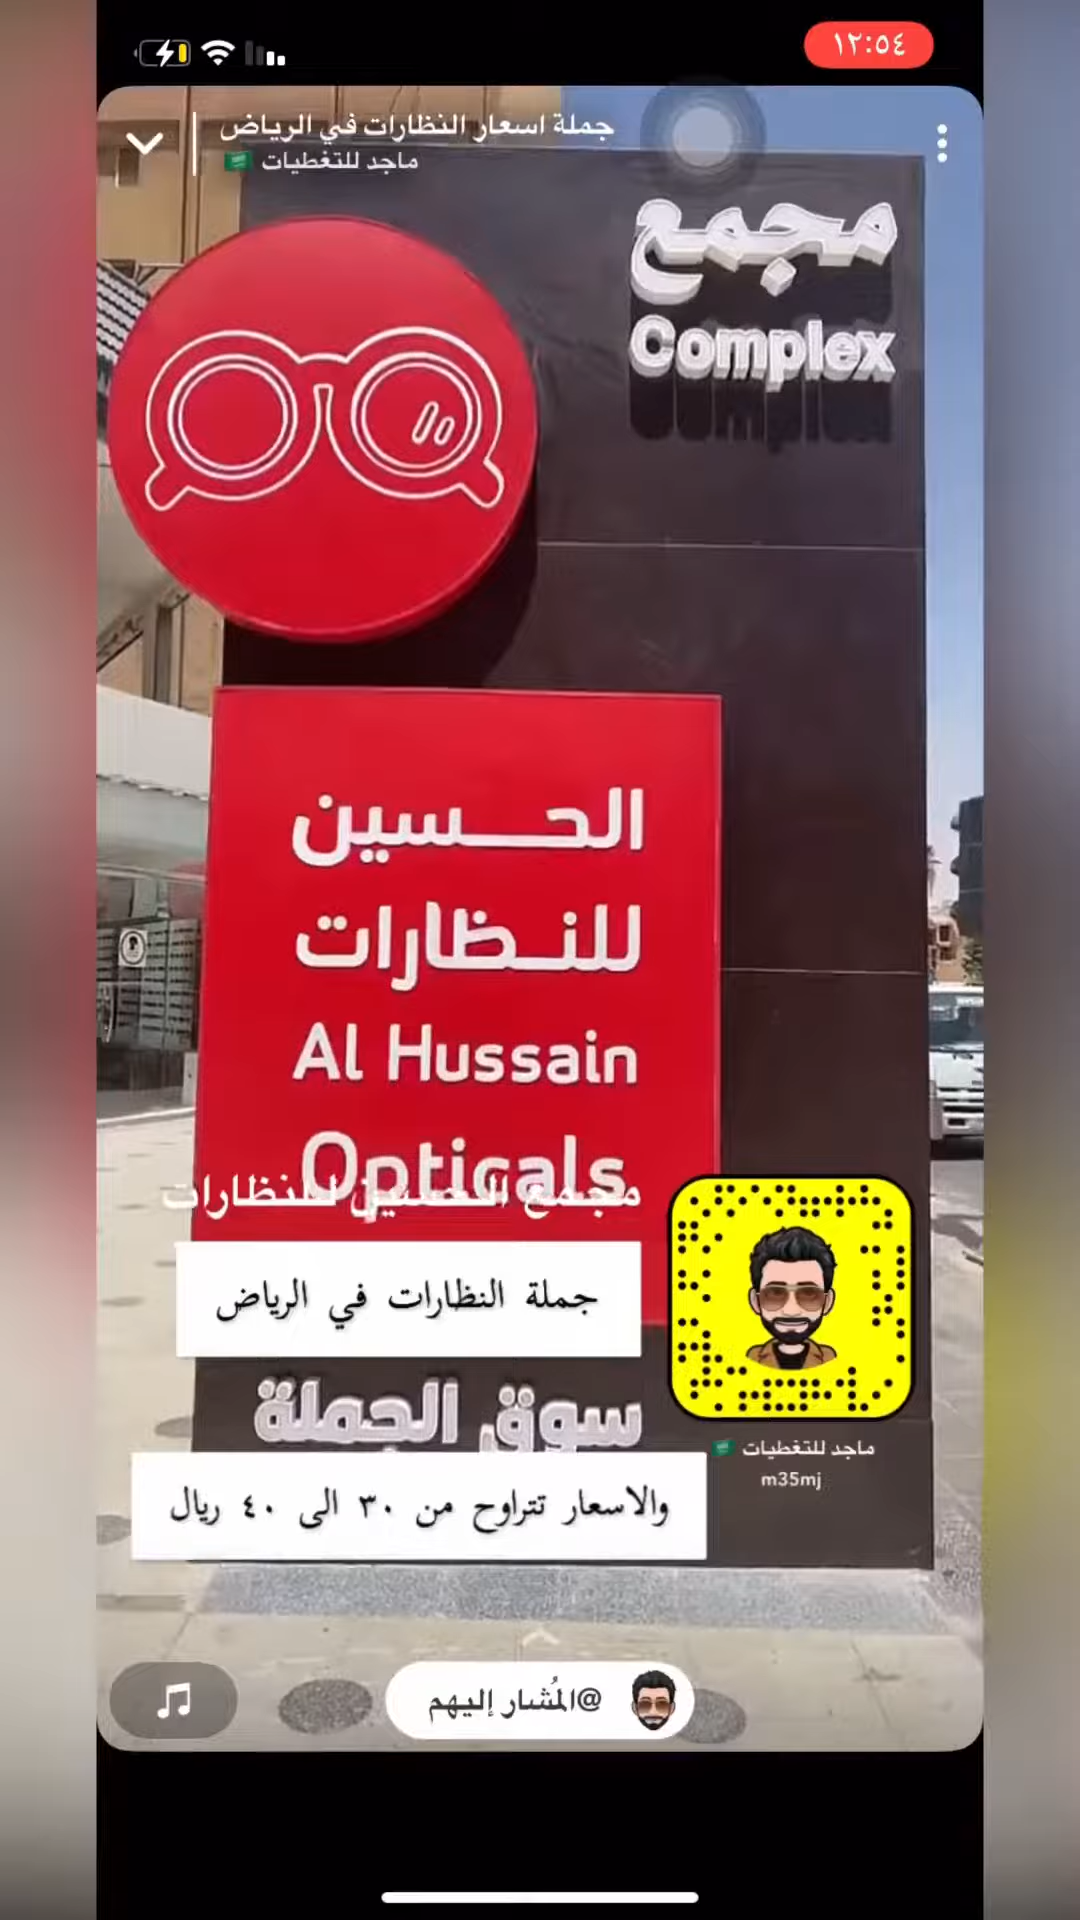 ١٢:٥٤
جملة اسعار النظارات في الرياض
ماجد للتغطيات
مجمع
Complex
الحسين
للنظارات
Al Hussain
Opticals
مجمع الحسين للنظارات
جملة النظارات في الرياض
سوق الجملة
ماجد للتغطيات
m35mj
والاسعار تتراوح من ٣٠ الى ٤٠ ريال
@المُشار إليهم